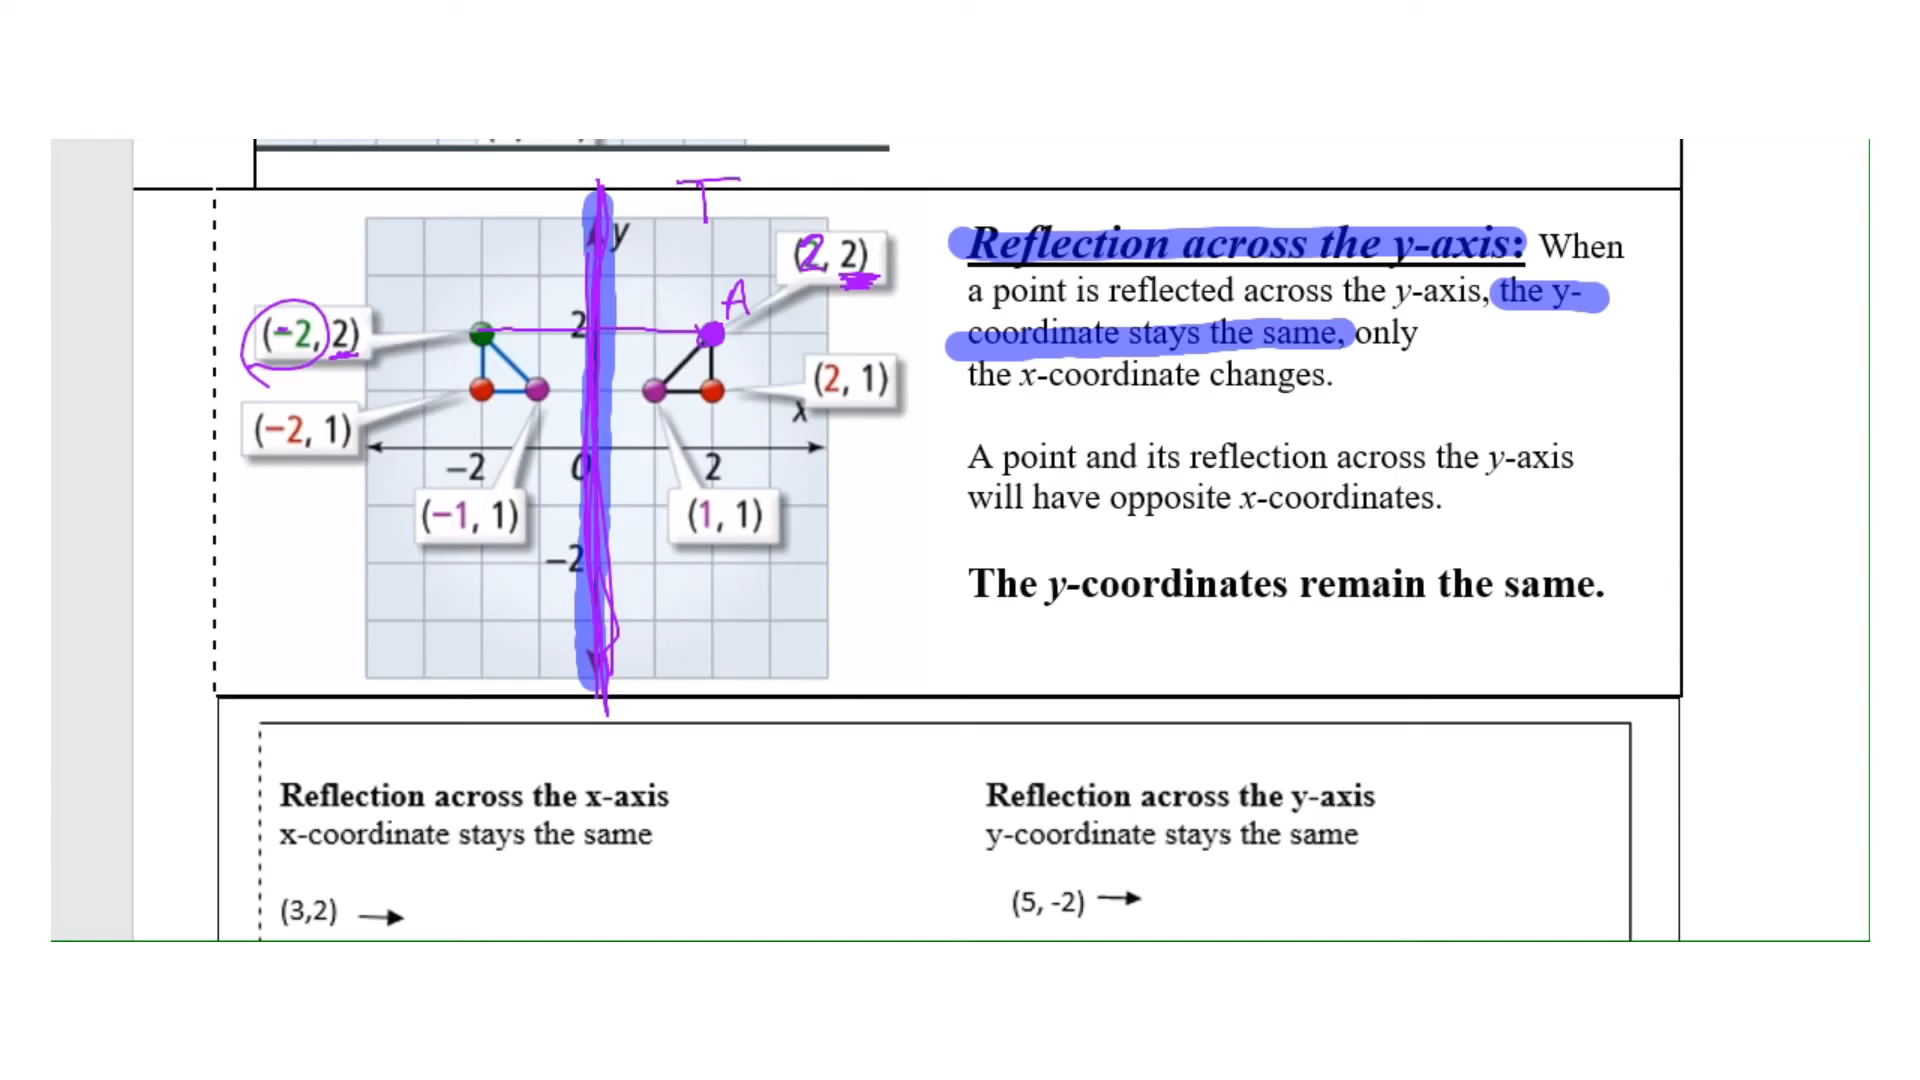 T
y
(2, 2)
A
(-2, 2)
2
(2, 1)
x
(-2, 1)
-2
0
2
(-1, 1)
(1, 1)
-2
Reflection across the y-axis: When
a point is reflected across the y-axis, the y-
coordinate stays the same, only
the x-coordinate changes.
A point and its reflection across the y-axis
will have opposite x-coordinates.
The y-coordinates remain the same.
Reflection across the x-axis
x-coordinate stays the same
(3,2) →
Reflection across the y-axis
y-coordinate stays the same
(5, -2) →